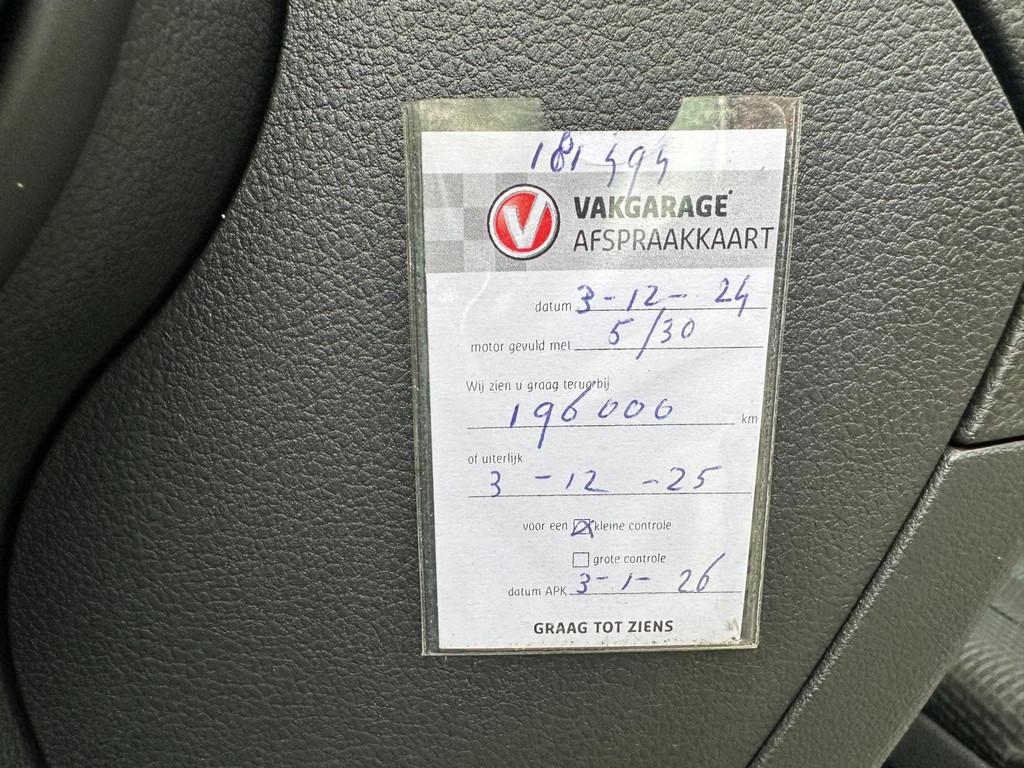 181494
V VAKGARAGE
AFSPRAAKKAART
datum 3-12-24
motor gevuld met 5/30
Wij zien u graag terug bij
196000 km
of uiterlijk
3-12-25
voor een ☒ kleine controle
☐ grote controle
datum APK 3-1-26
GRAAG TOT ZIENS